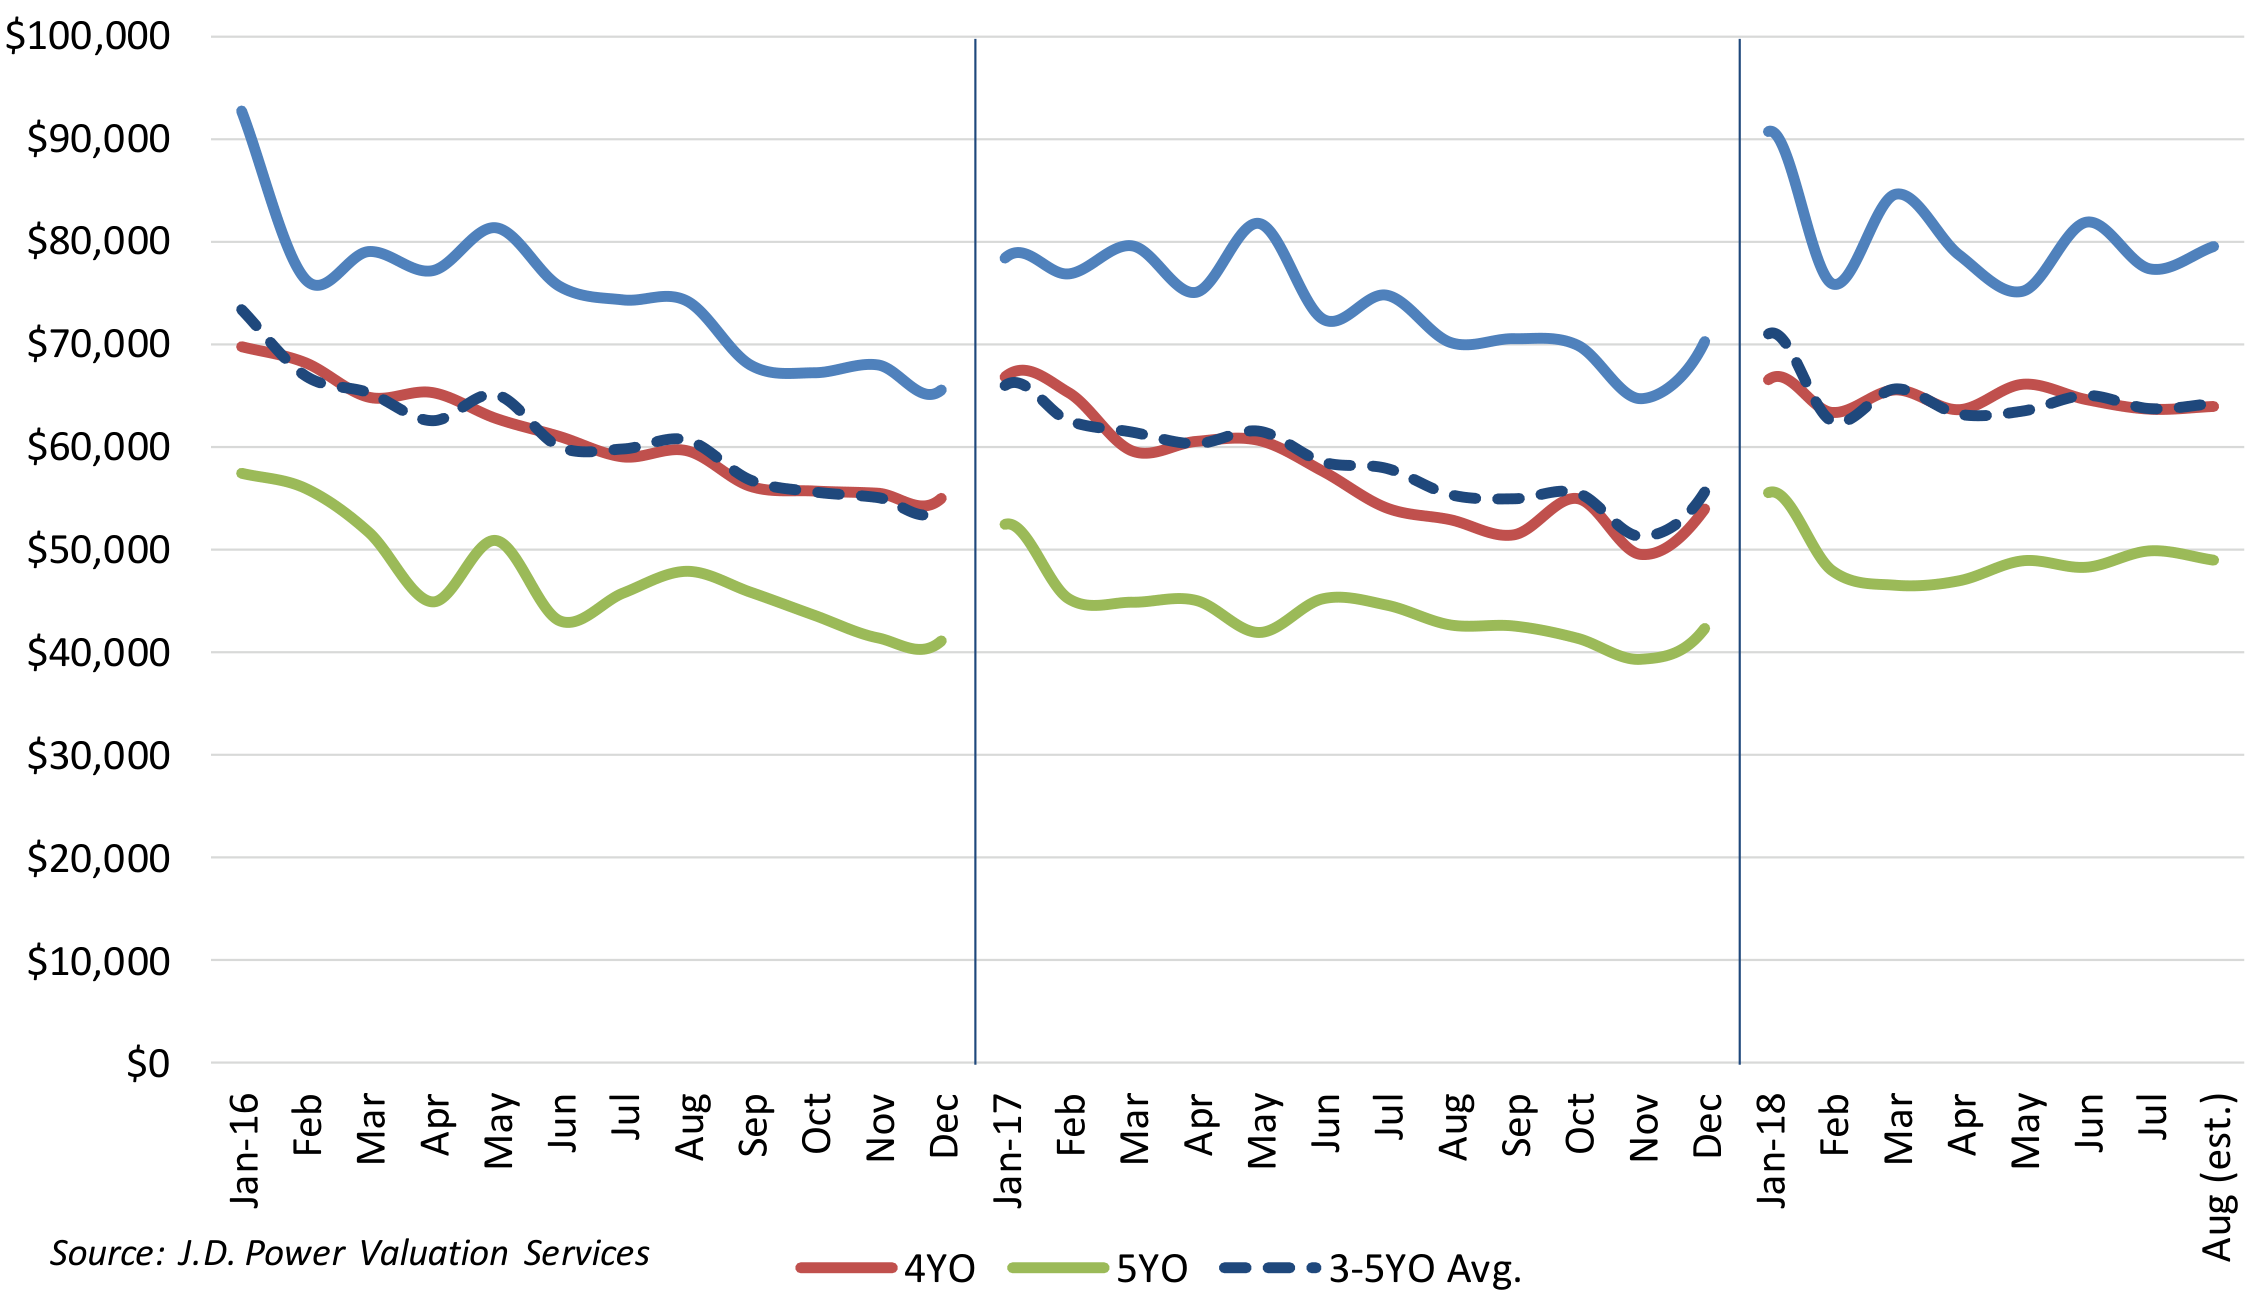 $100,000
$90,000
$80,000
$70,000
$60,000
$50,000
$40,000
$30,000
$20,000
$10,000
$0
Jan-16
Feb
Mar
Apr
May
Jun
Jul
Aug
Sep
Oct
Nov
Dec
Jan-17
Feb
Mar
Apr
May
Jun
Jul
Aug
Sep
Oct
Nov
Dec
Jan-18
Feb
Mar
Apr
May
Jun
Jul
Aug (est.)
Source: J.D. Power Valuation Services
4YO
5YO
3-5YO Avg.